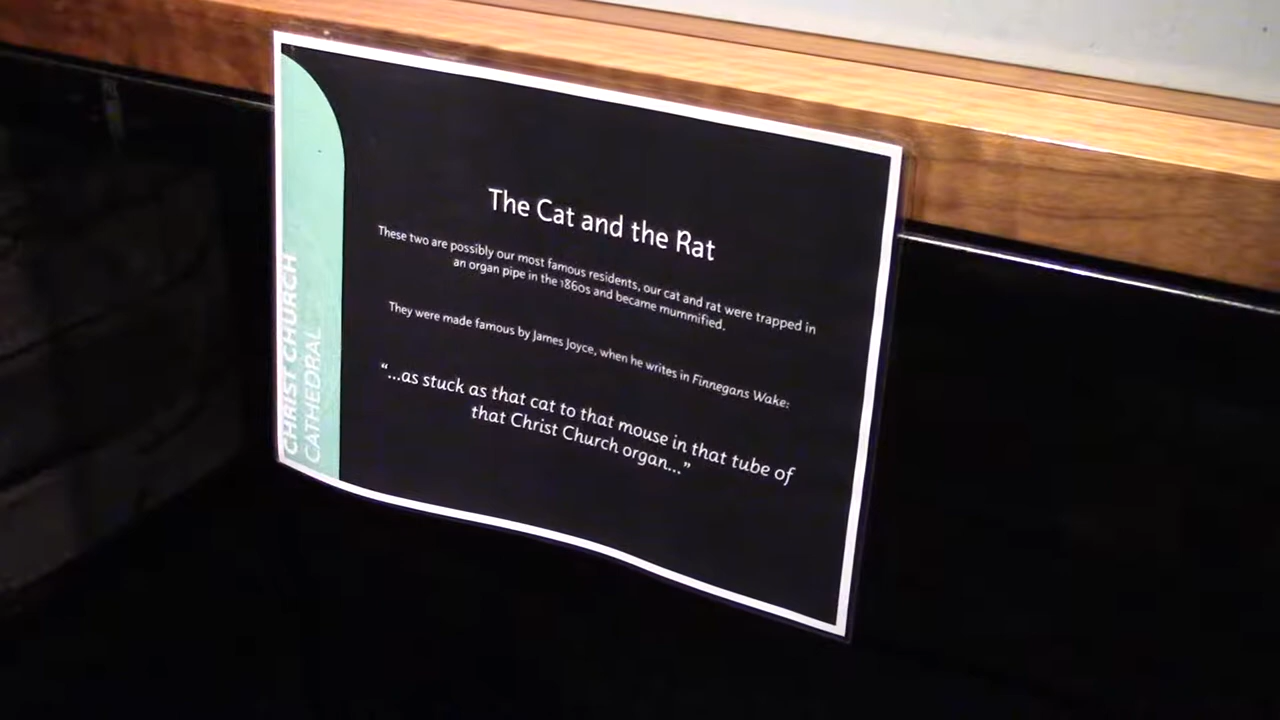 The Cat and the Rat
These two are possibly our most famous residents, our cat and rat were trapped in
an organ pipe in the 1860s and became mummified.
They were made famous by James Joyce, when he writes in Finnegans Wake:
“...as stuck as that cat to that mouse in that tube of
that Christ Church organ...”
CHRIST CHURCH
CATHEDRAL